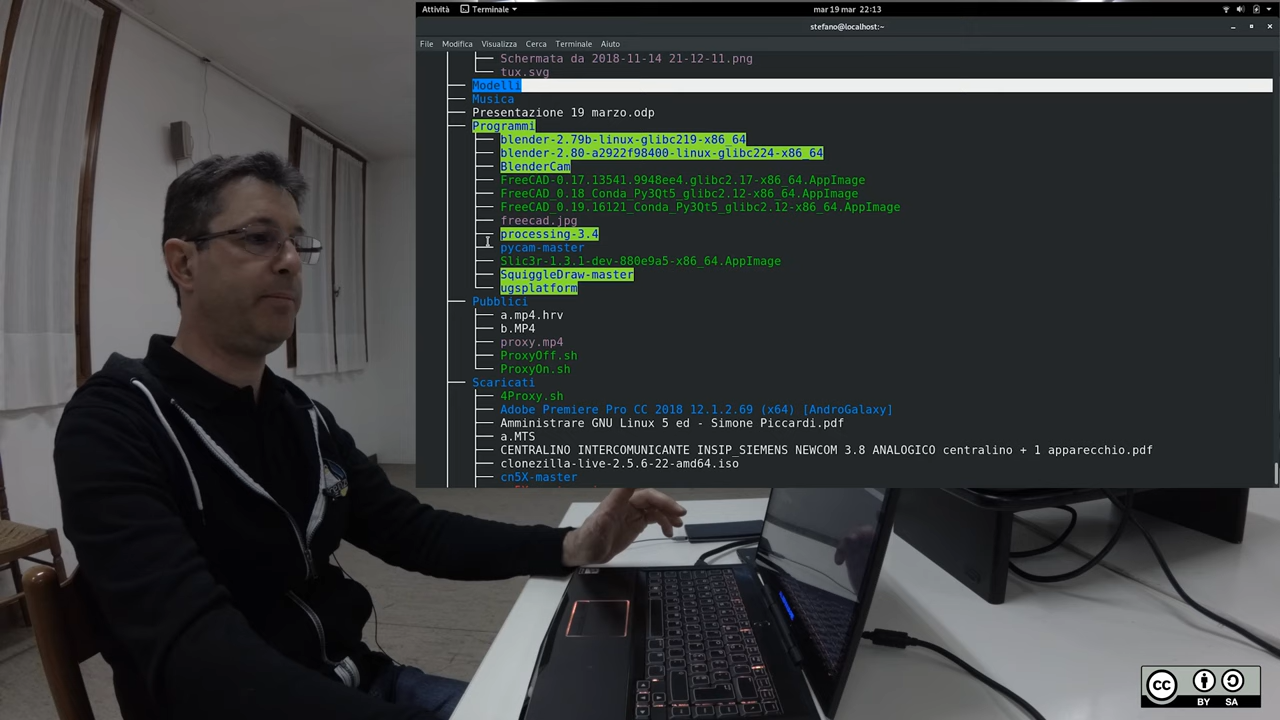 Attività Terminale mar 19 mar 22:13
stefano@localhost:~
File Modifica Visualizza Cerca Terminale Aiuto
Schermata da 2018-11-14 21-12-11.png
tux.svg
Modelli
Musica
Presentazione 19 marzo.odp
Programmi
blender-2.79b-linux-glibc219-x86_64
blender-2.80-a2922f98400-linux-glibc224-x86_64
BlenderCam
FreeCAD-0.17.13541.9948ee4.glibc2.17-x86_64.AppImage
FreeCAD_0.18_Conda_Py3Qt5_glibc2.12-x86_64.AppImage
FreeCAD_0.19.16121_Conda_Py3Qt5_glibc2.12-x86_64.AppImage
freecad.jpg
processing-3.4
pycam-master
Slic3r-1.3.1-dev-880e9a5-x86_64.AppImage
SquiggleDraw-master
ugsplatform
Pubblici
a.mp4.hrv
b.MP4
proxy.mp4
ProxyOff.sh
ProxyOn.sh
Scaricati
4Proxy.sh
Adobe Premiere Pro CC 2018 12.1.2.69 (x64) [AndroGalaxy]
Amministrare GNU Linux 5 ed - Simone Piccardi.pdf
a.MTS
CENTRALINO INTERCOMUNICANTE INSIP_SIEMENS NEWCOM 3.8 ANALOGICO centralino + 1 apparecchio.pdf
clonezilla-live-2.5.6-22-amd64.iso
cn5X-master
cc
BY SA